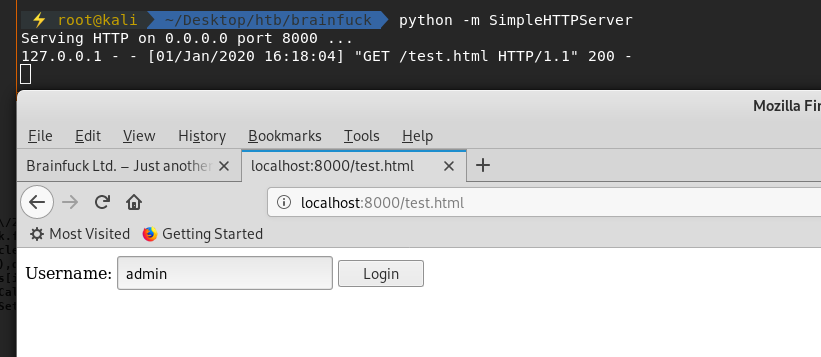 ⚡ root@kali ~/Desktop/htb/brainfuck python -m SimpleHTTPServer
Serving HTTP on 0.0.0.0 port 8000 ...
127.0.0.1 - - [01/Jan/2020 16:18:04] "GET /test.html HTTP/1.1" 200 -
Mozilla Fir
File Edit View History Bookmarks Tools Help
Brainfuck Ltd. – Just another × localhost:8000/test.html × +
localhost:8000/test.html
Most Visited Getting Started
Username: admin Login